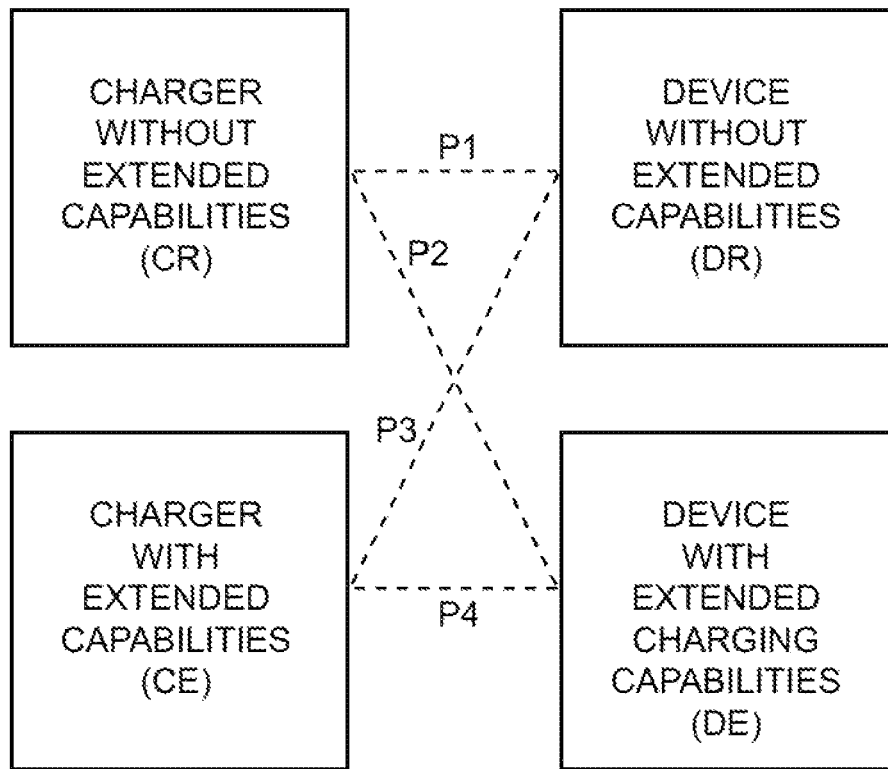 CHARGER
WITHOUT
EXTENDED
CAPABILITIES
(CR)
P1
P2
DEVICE
WITHOUT
EXTENDED
CAPABILITIES
(DR)
CHARGER
WITH
EXTENDED
CAPABILITIES
(CE)
P3
P4
DEVICE
WITH
EXTENDED
CHARGING
CAPABILITIES
(DE)